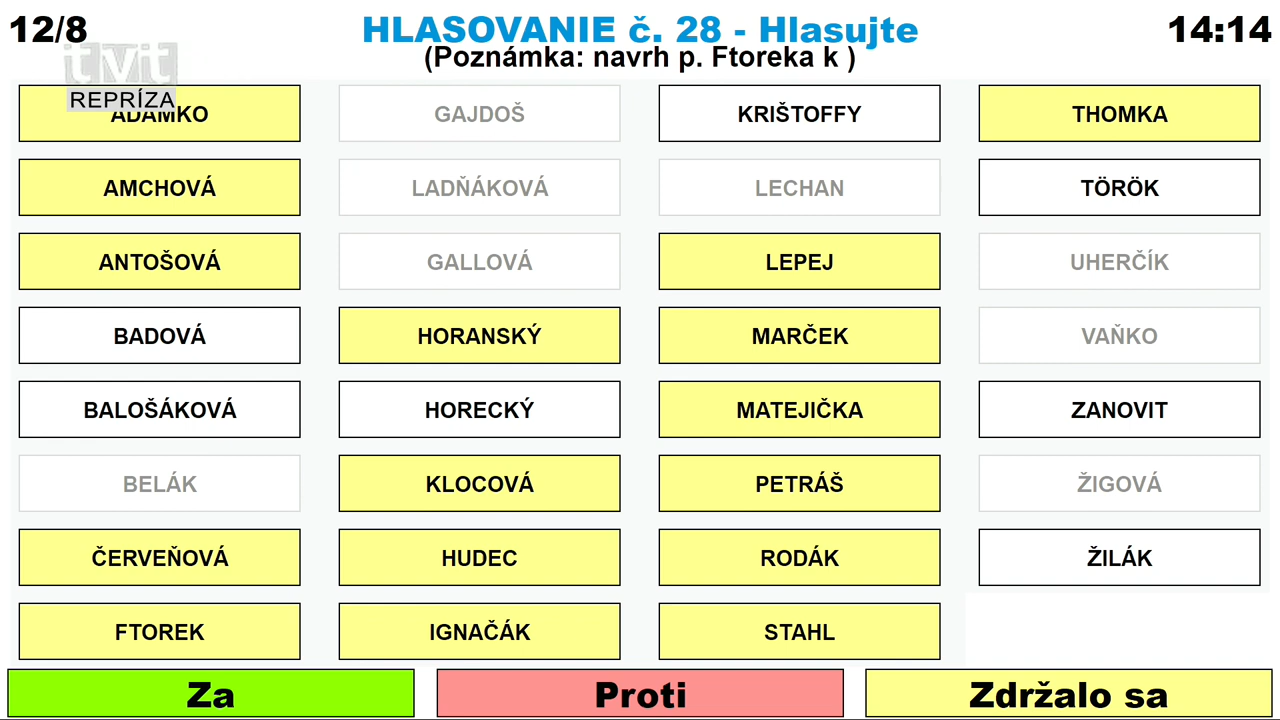 12/8 HLASOVANIE č. 28 - Hlasujte 14:14
(Poznámka: navrh p. Ftoreka k )
tvit
REPRÍZA
ADAMKO GAJDOŠ KRIŠTOFFY THOMKA
AMCHOVÁ LADŇÁKOVÁ LECHAN TÖRÖK
ANTOŠOVÁ GALLOVÁ LEPEJ UHERČÍK
BADOVÁ HORANSKÝ MARČEK VAŇKO
BALOŠÁKOVÁ HORECKÝ MATEJIČKA ZANOVIT
BELÁK KLOCOVÁ PETRÁŠ ŽIGOVÁ
ČERVEŇOVÁ HUDEC RODÁK ŽILÁK
FTOREK IGNAČÁK STAHL
Za Proti Zdržalo sa